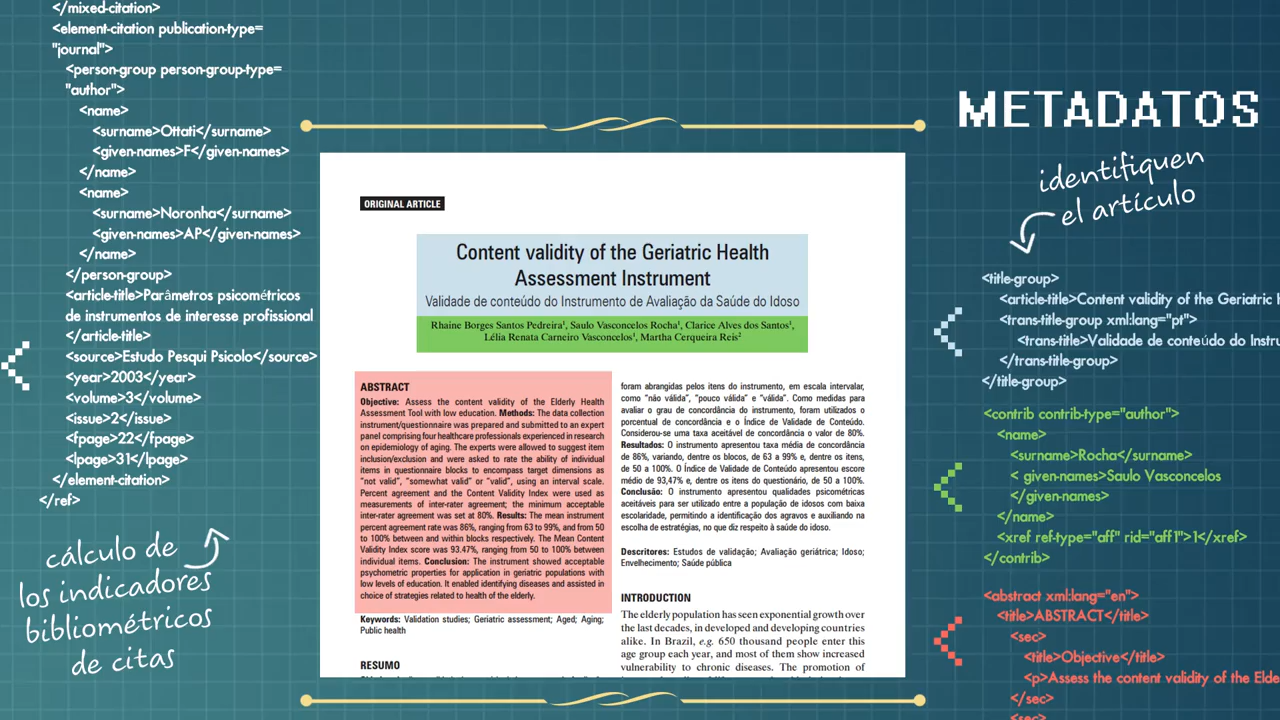 </mixed-citation>
<element-citation publication-type=
"journal">
<person-group person-group-type=
"author">
<name>
<surname>Ottati</surname>
<given-names>F</given-names>
</name>
<name>
<surname>Noronha</surname>
<given-names>AP</given-names>
</name>
</person-group>
<article-title>Parâmetros psicométricos
de instrumentos de interesse profissional
</article-title>
<source>Estudo Pesqui Psicolo</source>
<year>2003</year>
<volume>3</volume>
<issue>2</issue>
<fpage>22</fpage>
<lpage>31</lpage>
</element-citation>
</ref>
cálculo de
los indicadores
bibliométricos
de citas
ORIGINAL ARTICLE
Content validity of the Geriatric Health
Assessment Instrument
Validade de conteúdo do Instrumento de Avaliação da Saúde do Idoso
Rhaine Borges Santos Pedreira¹, Saulo Vasconcelos Rocha¹, Clarice Alves dos Santos¹,
Lélia Renata Carneiro Vasconcelos¹, Martha Cerqueira Reis²
ABSTRACT
Objective: Assess the content validity of the Elderly Health
Assessment Tool with low education. Methods: The data collection
instrument/questionnaire was prepared and submitted to an expert
panel comprising four healthcare professionals experienced in research
on epidemiology of aging. The experts were allowed to suggest item
inclusion/exclusion and were asked to rate the ability of individual
items in questionnaire blocks to encompass target dimensions as
“not valid”, “somewhat valid” or “valid”, using an interval scale.
Percent agreement and the Content Validity Index were used as
measurements of inter-rater agreement; the minimum acceptable
inter-rater agreement was set at 80%. Results: The mean instrument
percent agreement rate was 86%, ranging from 63 to 99%, and from 50
to 100% between and within blocks respectively. The Mean Content
Validity Index score was 93.47%, ranging from 50 to 100% between
individual items. Conclusion: The instrument showed acceptable
psychometric properties for application in geriatric populations with
low levels of education. It enabled identifying diseases and assisted in
choice of strategies related to health of the elderly.
Keywords: Validation studies; Geriatric assessment; Aged; Aging;
Public health
RESUMO
foram abrangidas pelos itens do instrumento, em escala intervalar,
como “não válida”, “pouco válida” e “válida”. Como medidas para
avaliar o grau de concordância do instrumento, foram utilizados o
porcentual de concordância e o Índice de Validade de Conteúdo.
Considerou-se uma taxa aceitável de concordância o valor de 80%.
Resultados: O instrumento apresentou taxa média de concordância
de 86%, variando, dentre os blocos, de 63 a 99% e, dentre os itens,
de 50 a 100%. O Índice de Validade de Conteúdo apresentou escore
médio de 93,47% e, dentre os itens do questionário, de 50 a 100%.
Conclusão: O instrumento apresentou qualidades psicométricas
aceitáveis para ser utilizado entre a população de idosos com baixa
escolaridade, permitindo a identificação dos agravos e auxiliando na
escolha de estratégias, no que diz respeito à saúde do idoso.
Descritores: Estudos de validação; Avaliação geriátrica; Idoso;
Envelhecimento; Saúde pública
INTRODUCTION
The elderly population has seen exponential growth over
the last decades, in developed and developing countries
alike. In Brazil, e.g. 650 thousand people enter this
age group each year, and most of them show increased
vulnerability to chronic diseases. The promotion of
METADATOS
identifiquen
el artículo
<title-group>
<article-title>Content validity of the Geriatric
<trans-title-group xml:lang="pt">
<trans-title>Validade de conteúdo do Instru
</trans-title-group>
</title-group>
<contrib contrib-type="author">
<name>
<surname>Rocha</surname>
< given-names>Saulo Vasconcelos
</given-names>
</name>
<xref ref-type="aff" rid="aff1">1</xref>
</contrib>
<abstract xml:lang="en">
<title>ABSTRACT</title>
<sec>
<title>Objective</title>
<p>Assess the content validity of the Elde
</sec>
<sec>